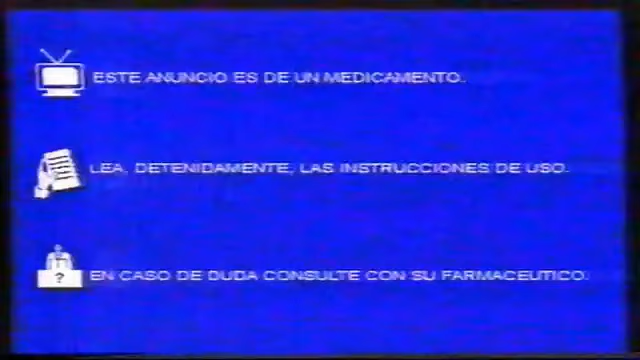 ESTE ANUNCIO ES DE UN MEDICAMENTO.
LEA, DETENIDAMENTE, LAS INSTRUCCIONES DE USO.
EN CASO DE DUDA CONSULTE CON SU FARMACEUTICO.
?